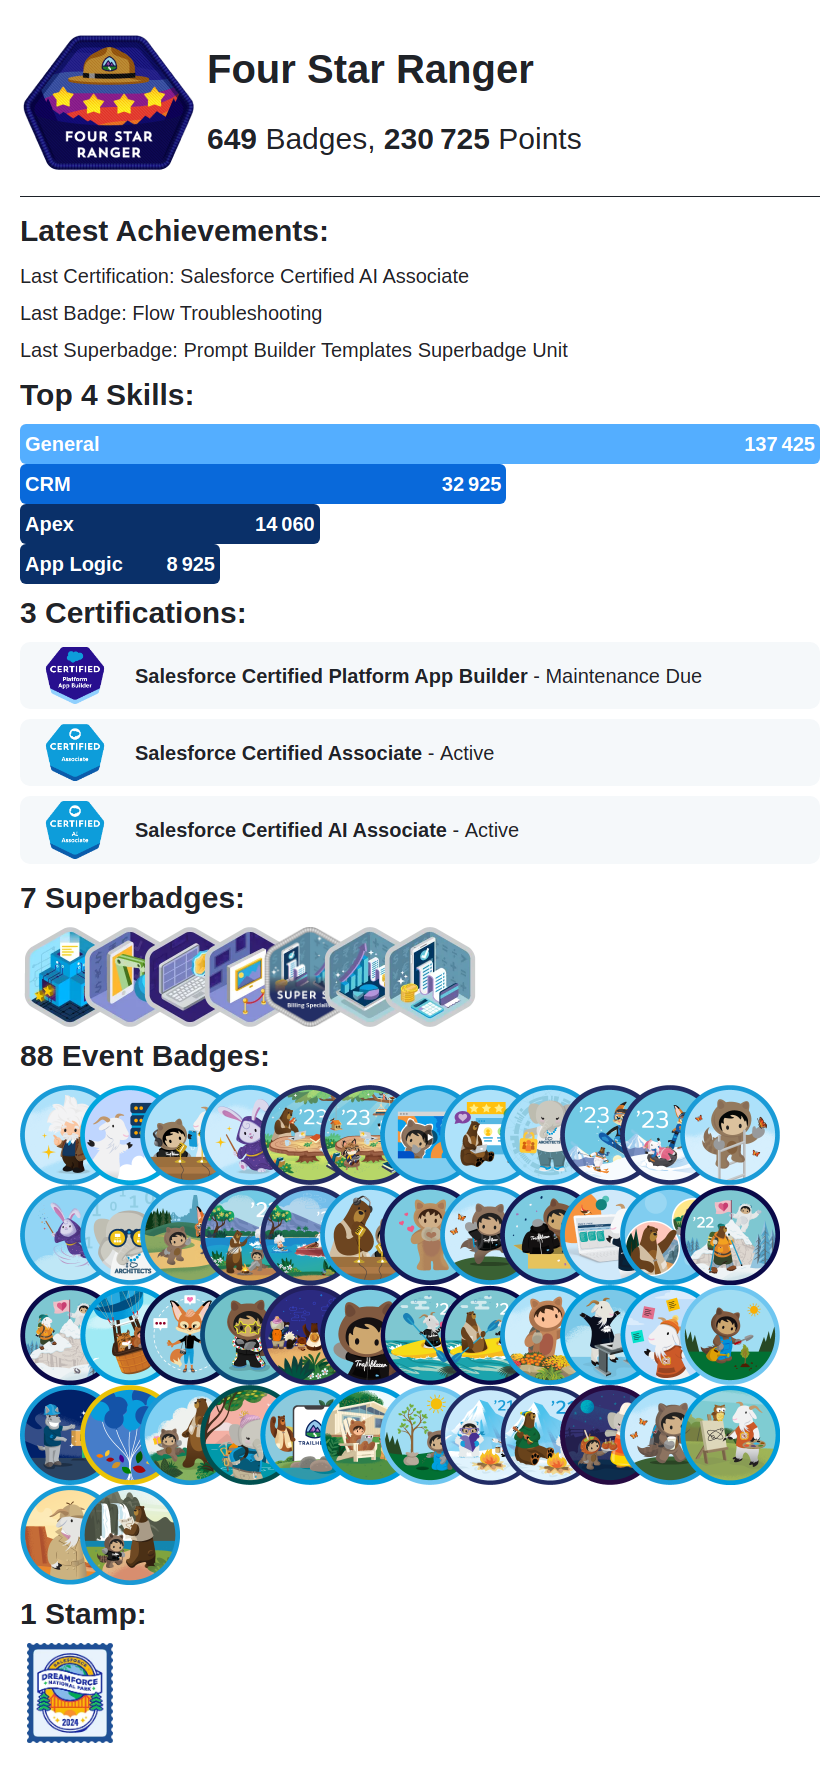 FOUR STAR
RANGER
Four Star Ranger
649 Badges, 230 725 Points
Latest Achievements:
Last Certification: Salesforce Certified AI Associate
Last Badge: Flow Troubleshooting
Last Superbadge: Prompt Builder Templates Superbadge Unit
Top 4 Skills:
General 137 425
CRM 32 925
Apex 14 060
App Logic 8 925
3 Certifications:
CERTIFIED
Platform
App Builder
Salesforce Certified Platform App Builder - Maintenance Due
CERTIFIED
Associate
Salesforce Certified Associate - Active
CERTIFIED
AI
Associate
Salesforce Certified AI Associate - Active
7 Superbadges:
SUPER S
Billing Specialis
88 Event Badges:
'23 '23 '23 '23
ARCHITECTS
ARCHITECTS
'22
'21
TRAILH
1 Stamp:
SALESFORCE
DREAMFORCE
NATIONAL PARK
2024